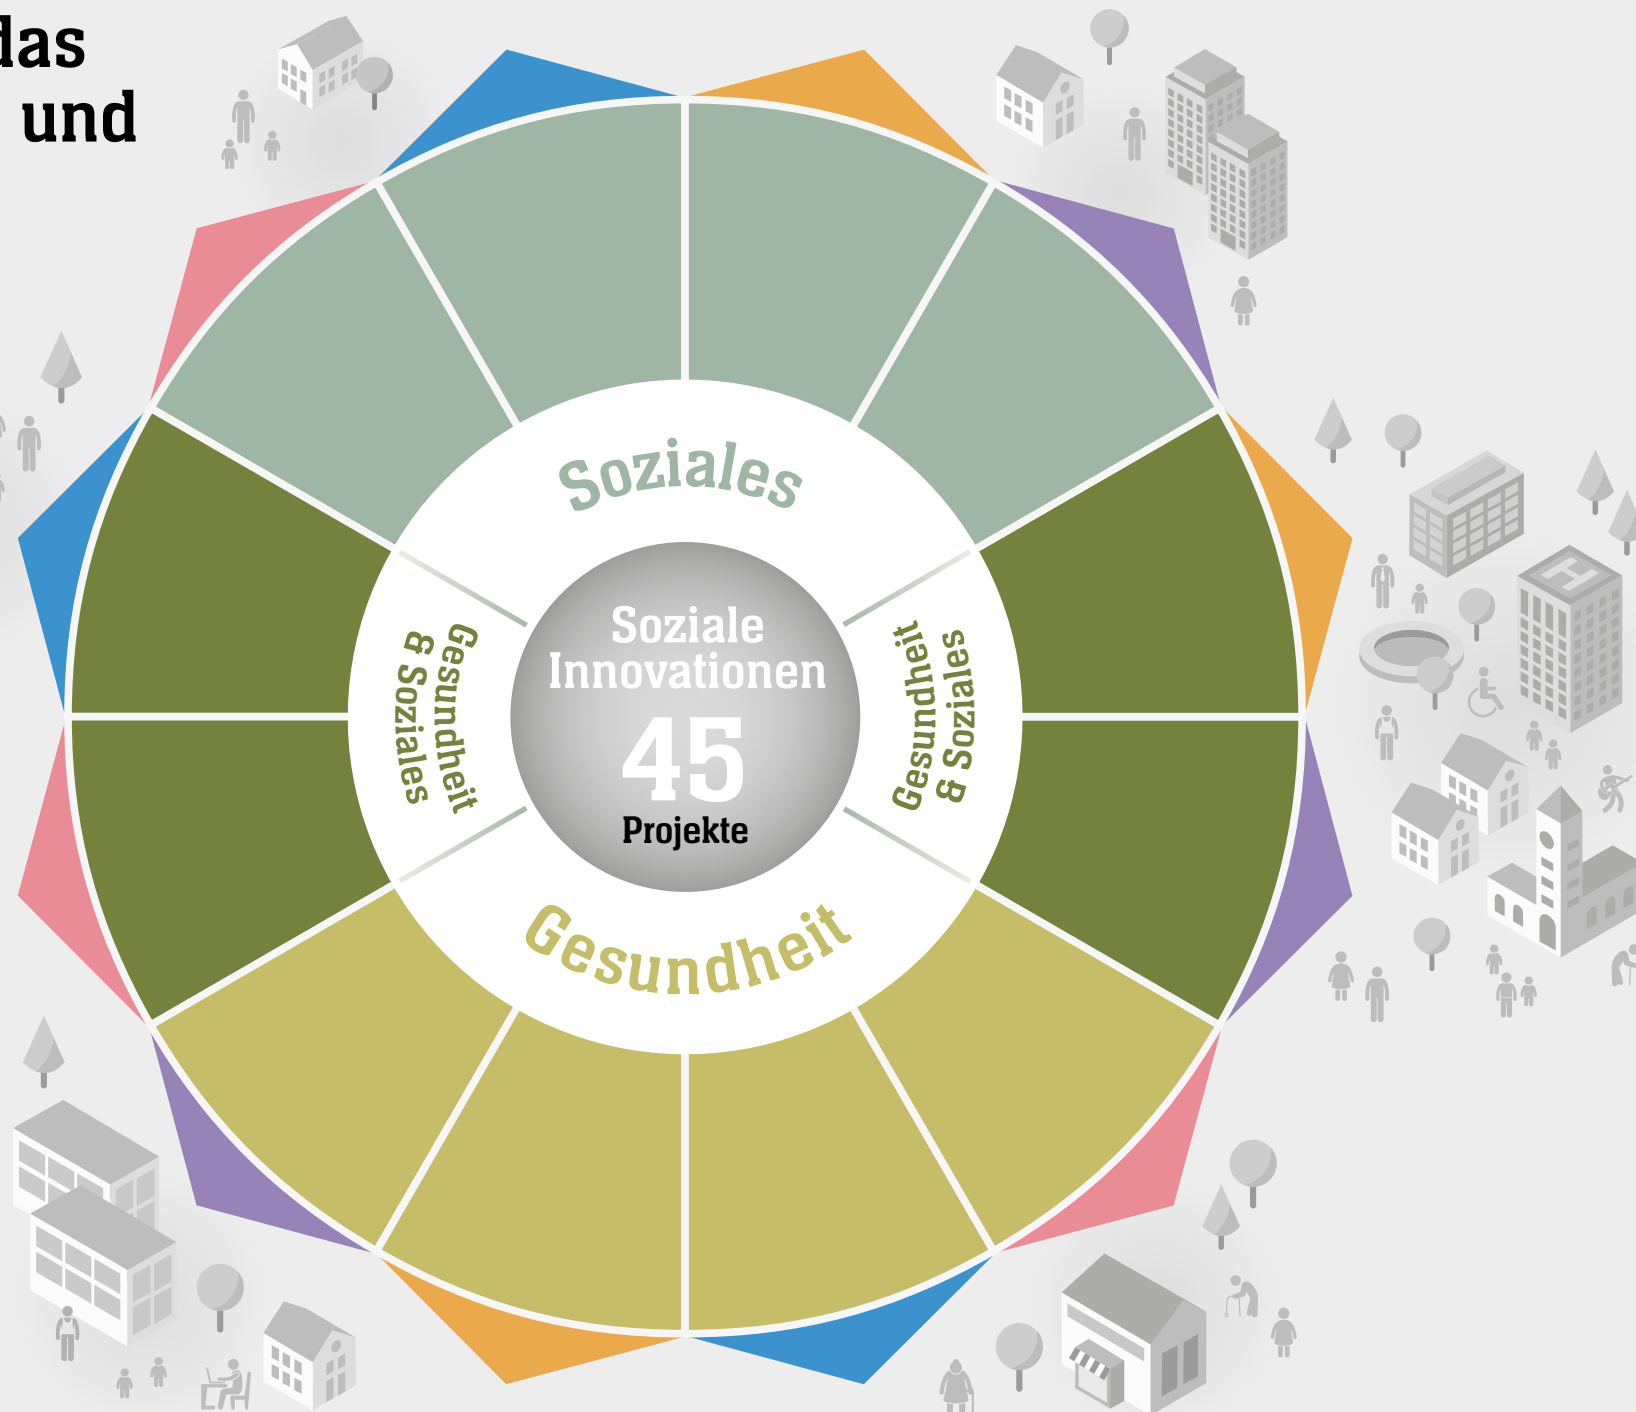 das
und
Soziales
Gesundheit
& Soziales
Soziale
Innovationen
45
Projekte
Gesundheit
& Soziales
Gesundheit
H